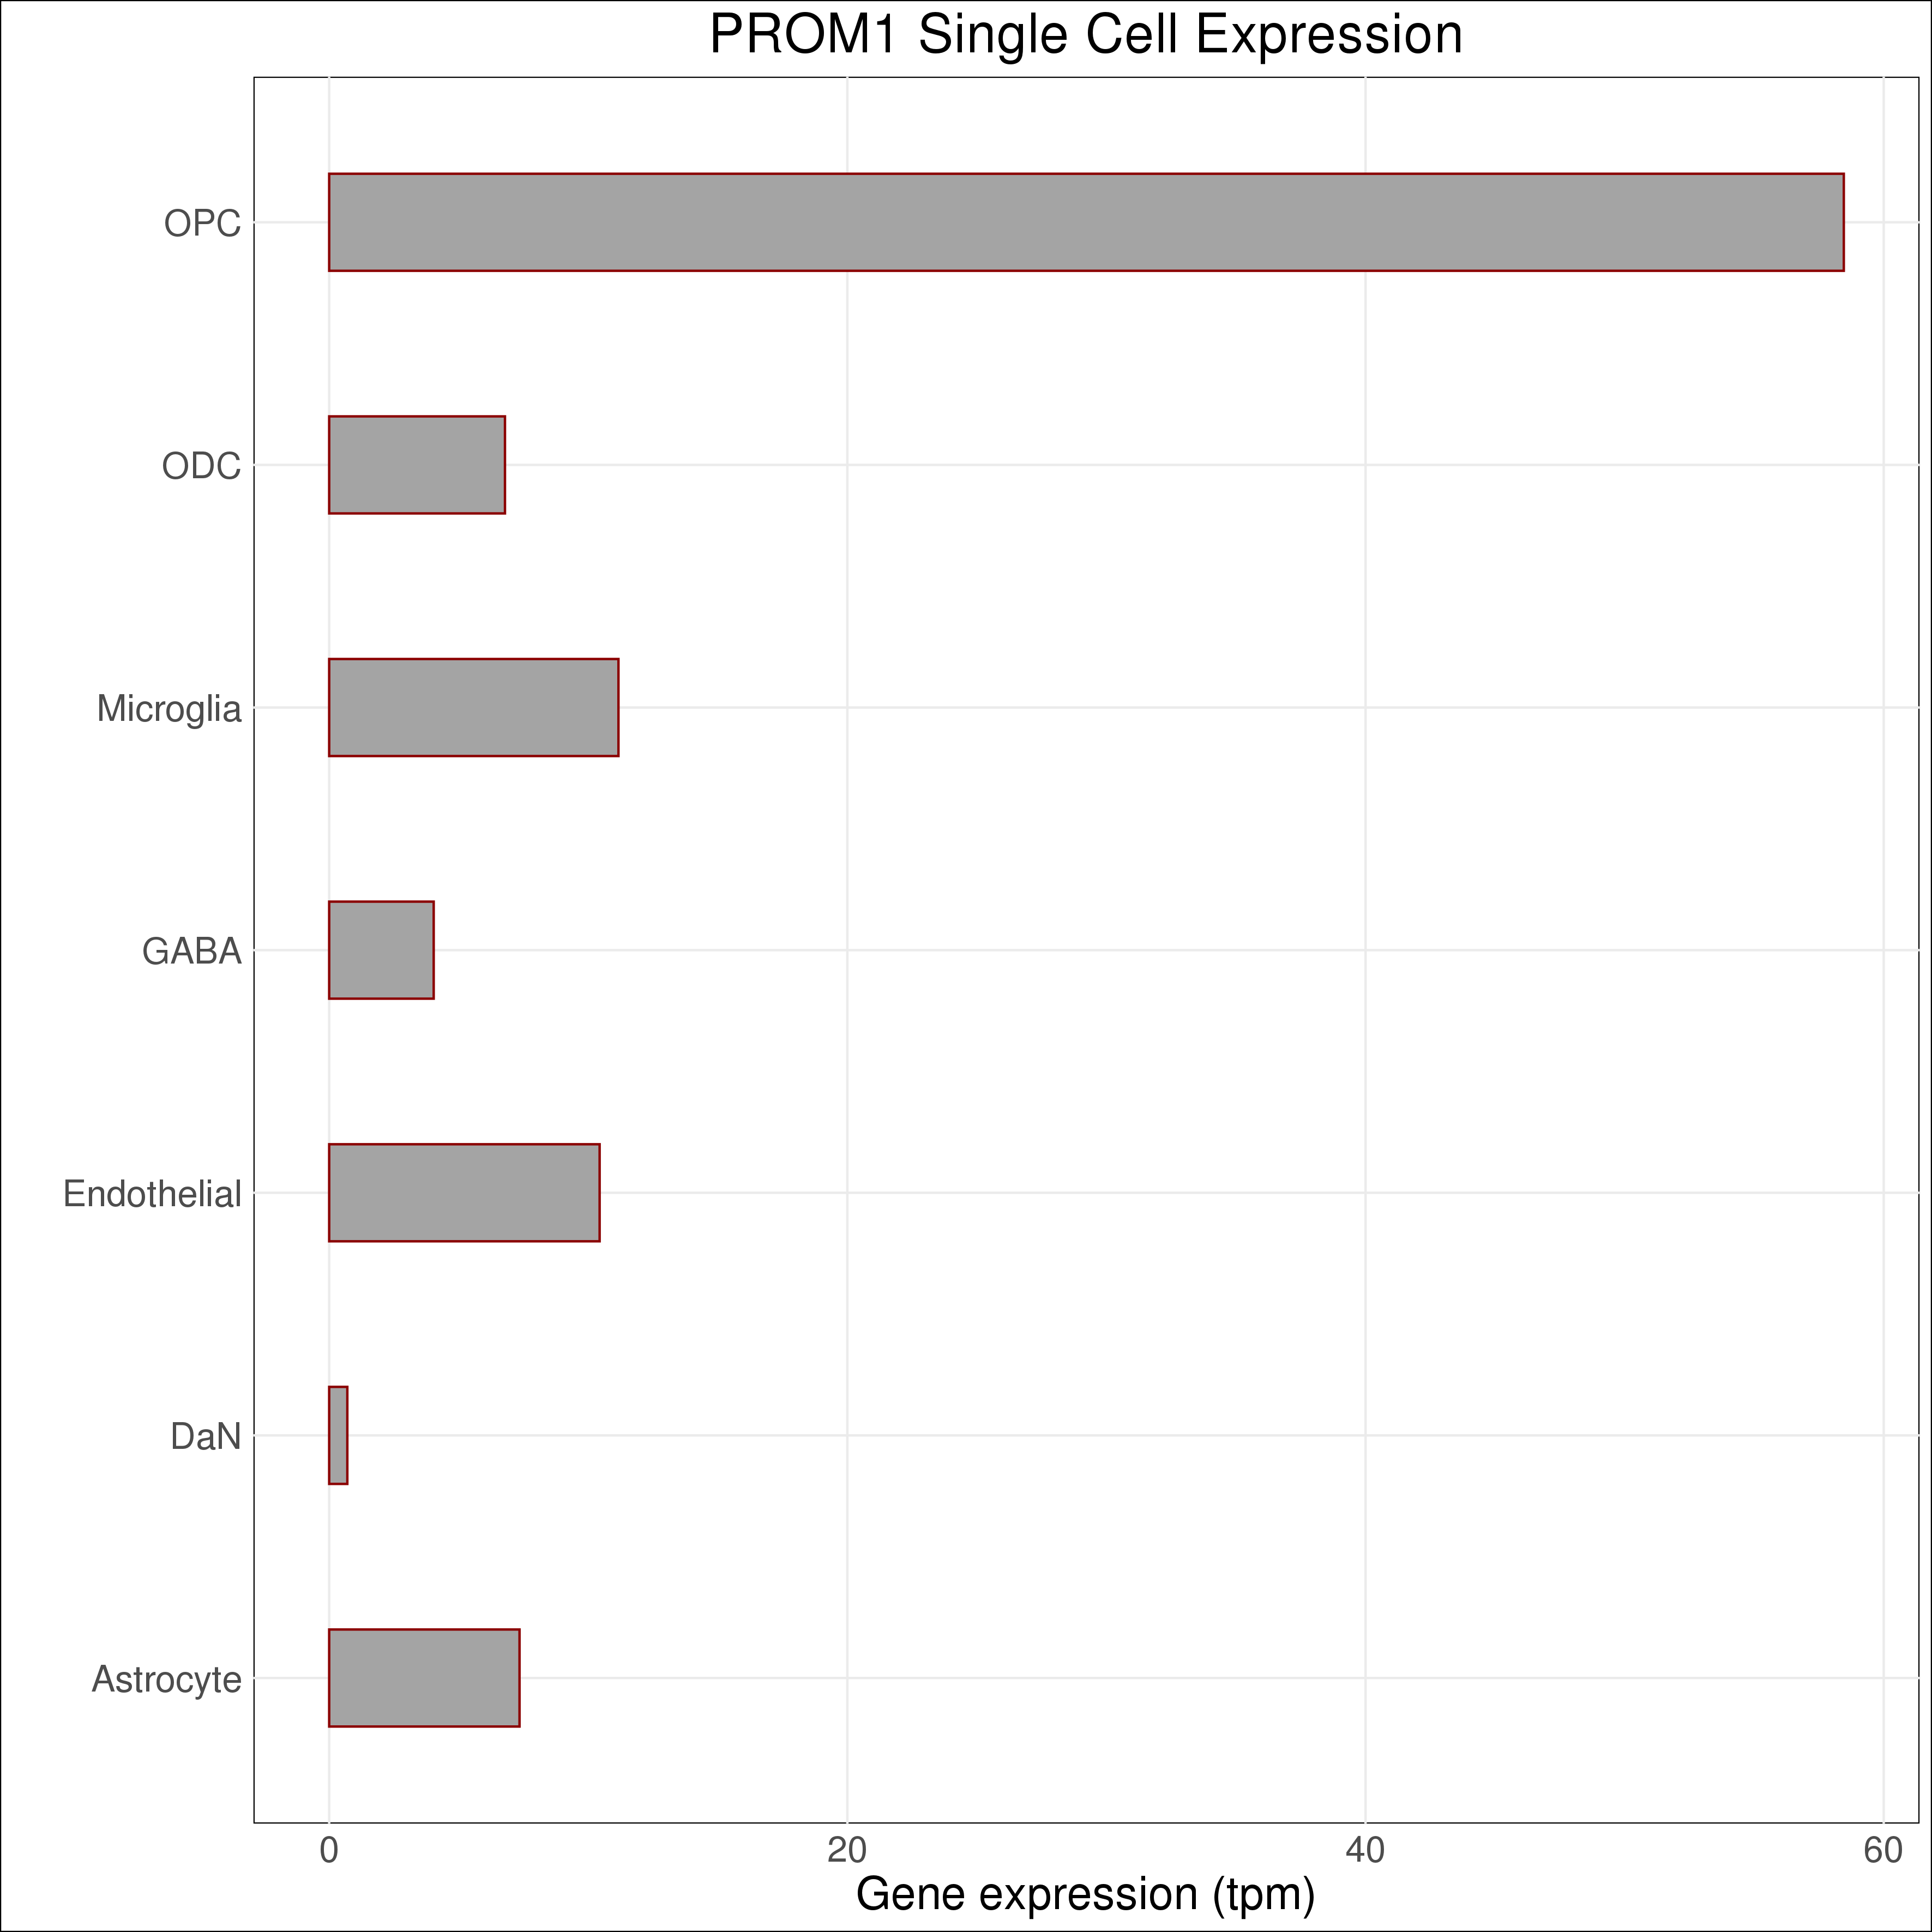 PROM1 Single Cell Expression
OPC
ODC
Microglia
GABA
Endothelial
DaN
Astrocyte
0 20 40 60
Gene expression (tpm)